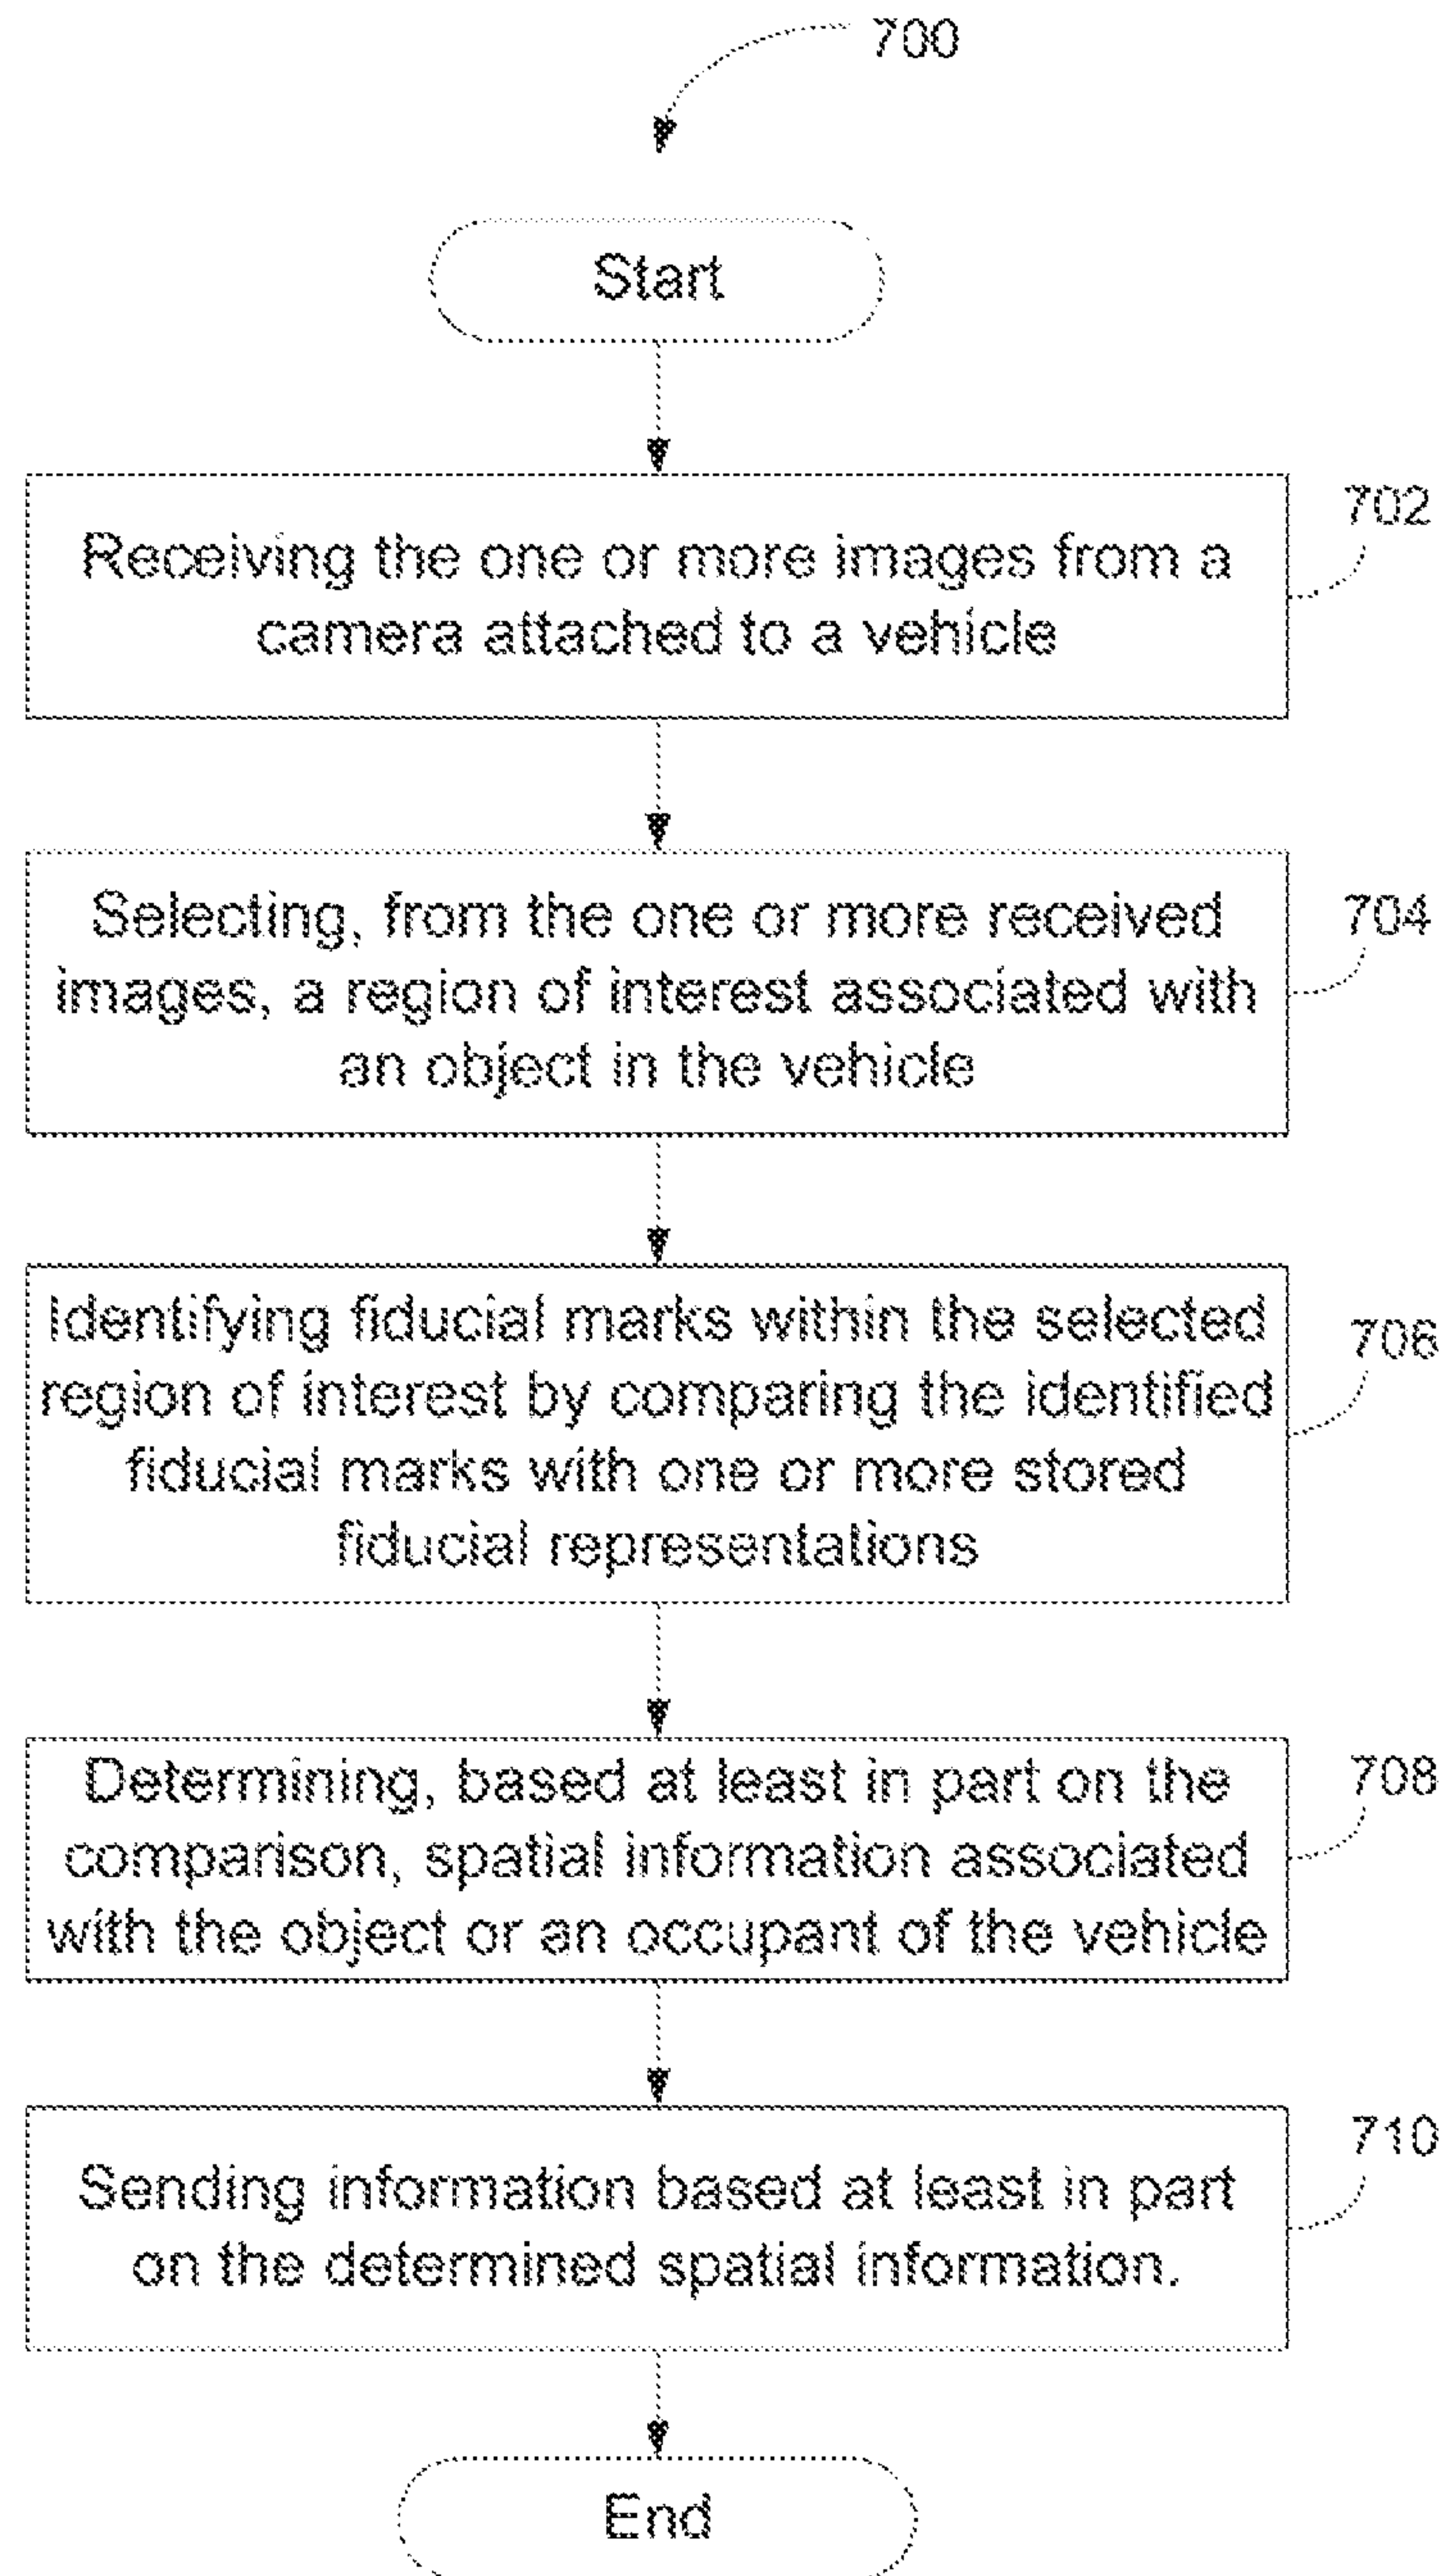 700
Start
Receiving the one or more images from a
camera attached to a vehicle
702
Selecting, from the one or more received
images, a region of interest associated with
an object in the vehicle
704
Identifying fiducial marks within the selected
region of interest by comparing the identified
fiducial marks with one or more stored
fiducial representations
706
Determining, based at least in part on the
comparison, spatial information associated
with the object or an occupant of the vehicle
708
Sending information based at least in part
on the determined spatial information.
710
End